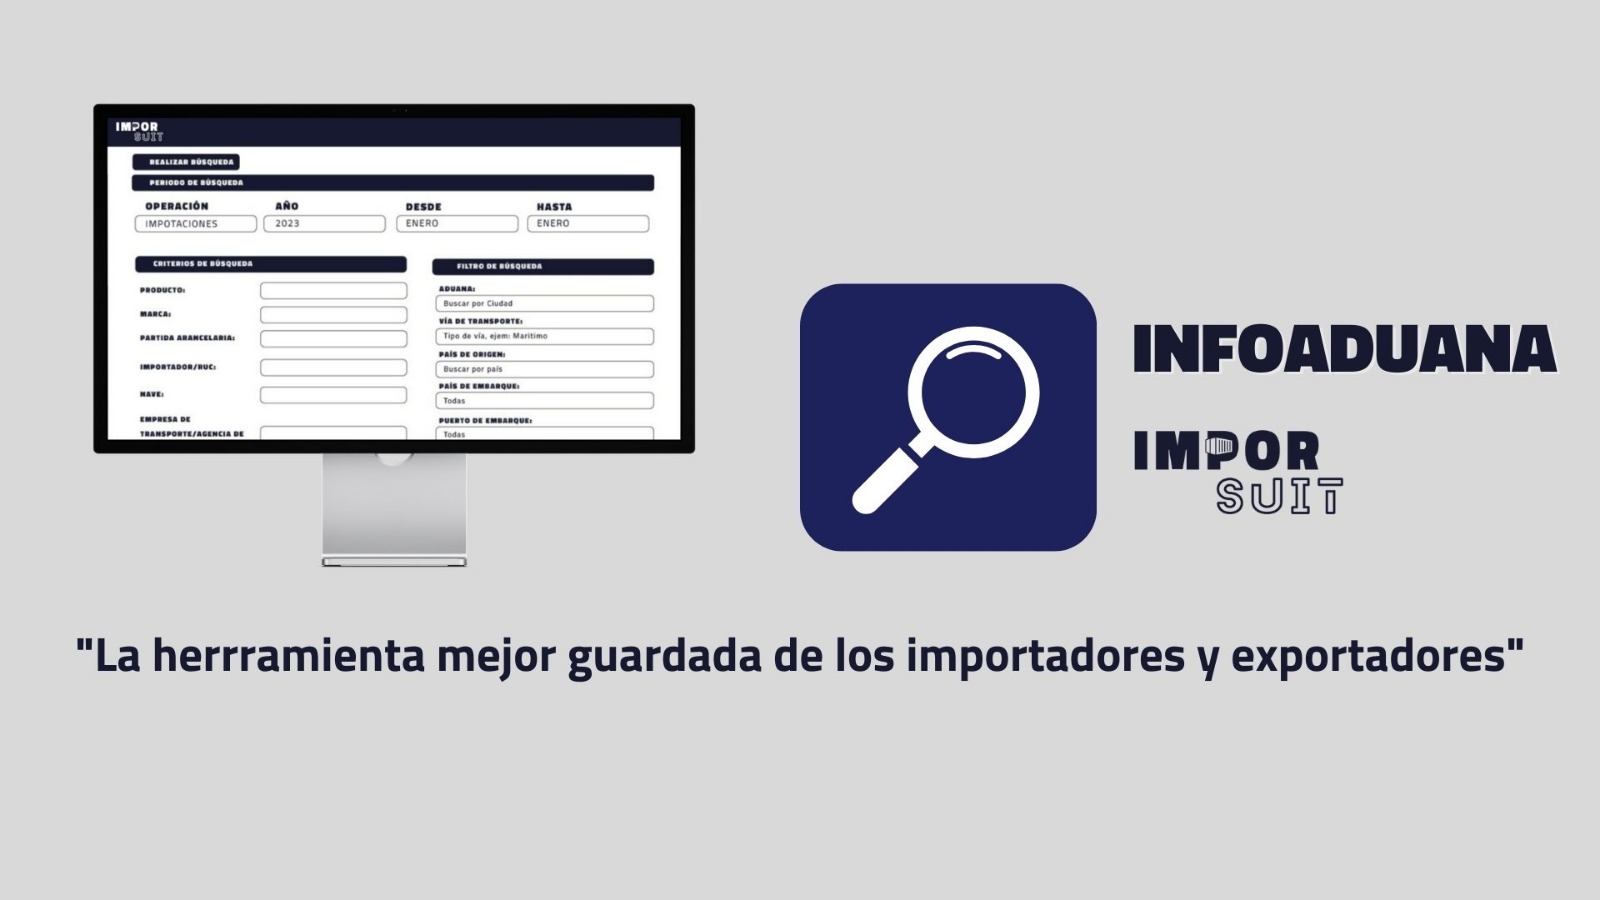 IMPOR
SUIT
REALIZAR BÚSQUEDA
PERIODO DE BÚSQUEDA
OPERACIÓN AÑO DESDE HASTA
IMPOTACIONES 2023 ENERO ENERO
CRITERIOS DE BÚSQUEDA
PRODUCTO:
MARCA:
PARTIDA ARANCELARIA:
IMPORTADOR/RUC:
NAVE:
EMPRESA DE
TRANSPORTE/AGENCIA DE
FILTRO DE BÚSQUEDA
ADUANA:
Buscar por Ciudad
VÍA DE TRANSPORTE:
Tipo de vía, ejem: Maritimo
PAÍS DE ORIGEN:
Buscar por país
PAÍS DE EMBARQUE:
Todas
PUERTO DE EMBARQUE:
Todas
INFOADUANA
IMPOR
SUIT
"La herrramienta mejor guardada de los importadores y exportadores"